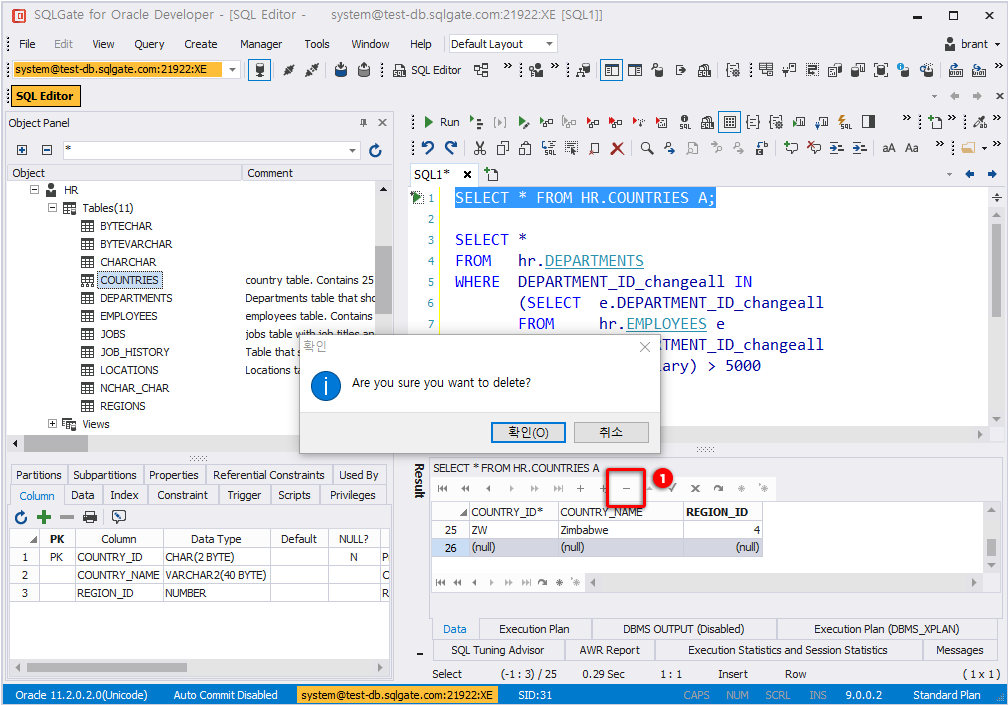 SQLGate for Oracle Developer - [SQL Editor - system@test-db.sqlgate.com:21922:XE [SQL1]]
File Edit View Query Create Manager Tools Window Help Default Layout brant
system@test-db.sqlgate.com:21922:XE SQL Editor
SQL Editor
Object Panel
Run
*
aA Aa
Object Comment
SQL1*
HR
Tables(11)
BYTECHAR
BYTEVARCHAR
CHARCHAR
COUNTRIES country table. Contains 25
DEPARTMENTS Departments table that sho
EMPLOYEES employees table. Contains
JOBS jobs table with job titles an
JOB_HISTORY Table that s
LOCATIONS Locations ta
NCHAR_CHAR
REGIONS
Views
1 SELECT * FROM HR.COUNTRIES A;
2
3 SELECT *
4 FROM hr.DEPARTMENTS
5 WHERE DEPARTMENT_ID_changeall IN
6 (SELECT e.DEPARTMENT_ID_changeall
7 FROM hr.EMPLOYEES e
TMENT_ID_changeall
ary) > 5000
확인
Are you sure you want to delete?
확인(O) 취소
Partitions Subpartitions Properties Referential Constraints Used By
Column Data Index Constraint Trigger Scripts Privileges
PK Column Data Type Default NULL?
1 PK COUNTRY_ID CHAR(2 BYTE) N P
2 COUNTRY_NAME VARCHAR2(40 BYTE) C
3 REGION_ID NUMBER R
Result
SELECT * FROM HR.COUNTRIES A
1
COUNTRY_ID* COUNTRY_NAME REGION_ID
25 ZW Zimbabwe 4
26 (null) (null) (null)
Data Execution Plan DBMS OUTPUT (Disabled) Execution Plan (DBMS_XPLAN)
SQL Tuning Advisor AWR Report Execution Statistics and Session Statistics Messages
Select (-1 : 3) / 25 0.29 Sec 1 : 1 Insert Row (1 x 1)
Oracle 11.2.0.2.0(Unicode) Auto Commit Disabled system@test-db.sqlgate.com:21922:XE SID:31 CAPS NUM SCRL INS 9.0.0.2 Standard Plan